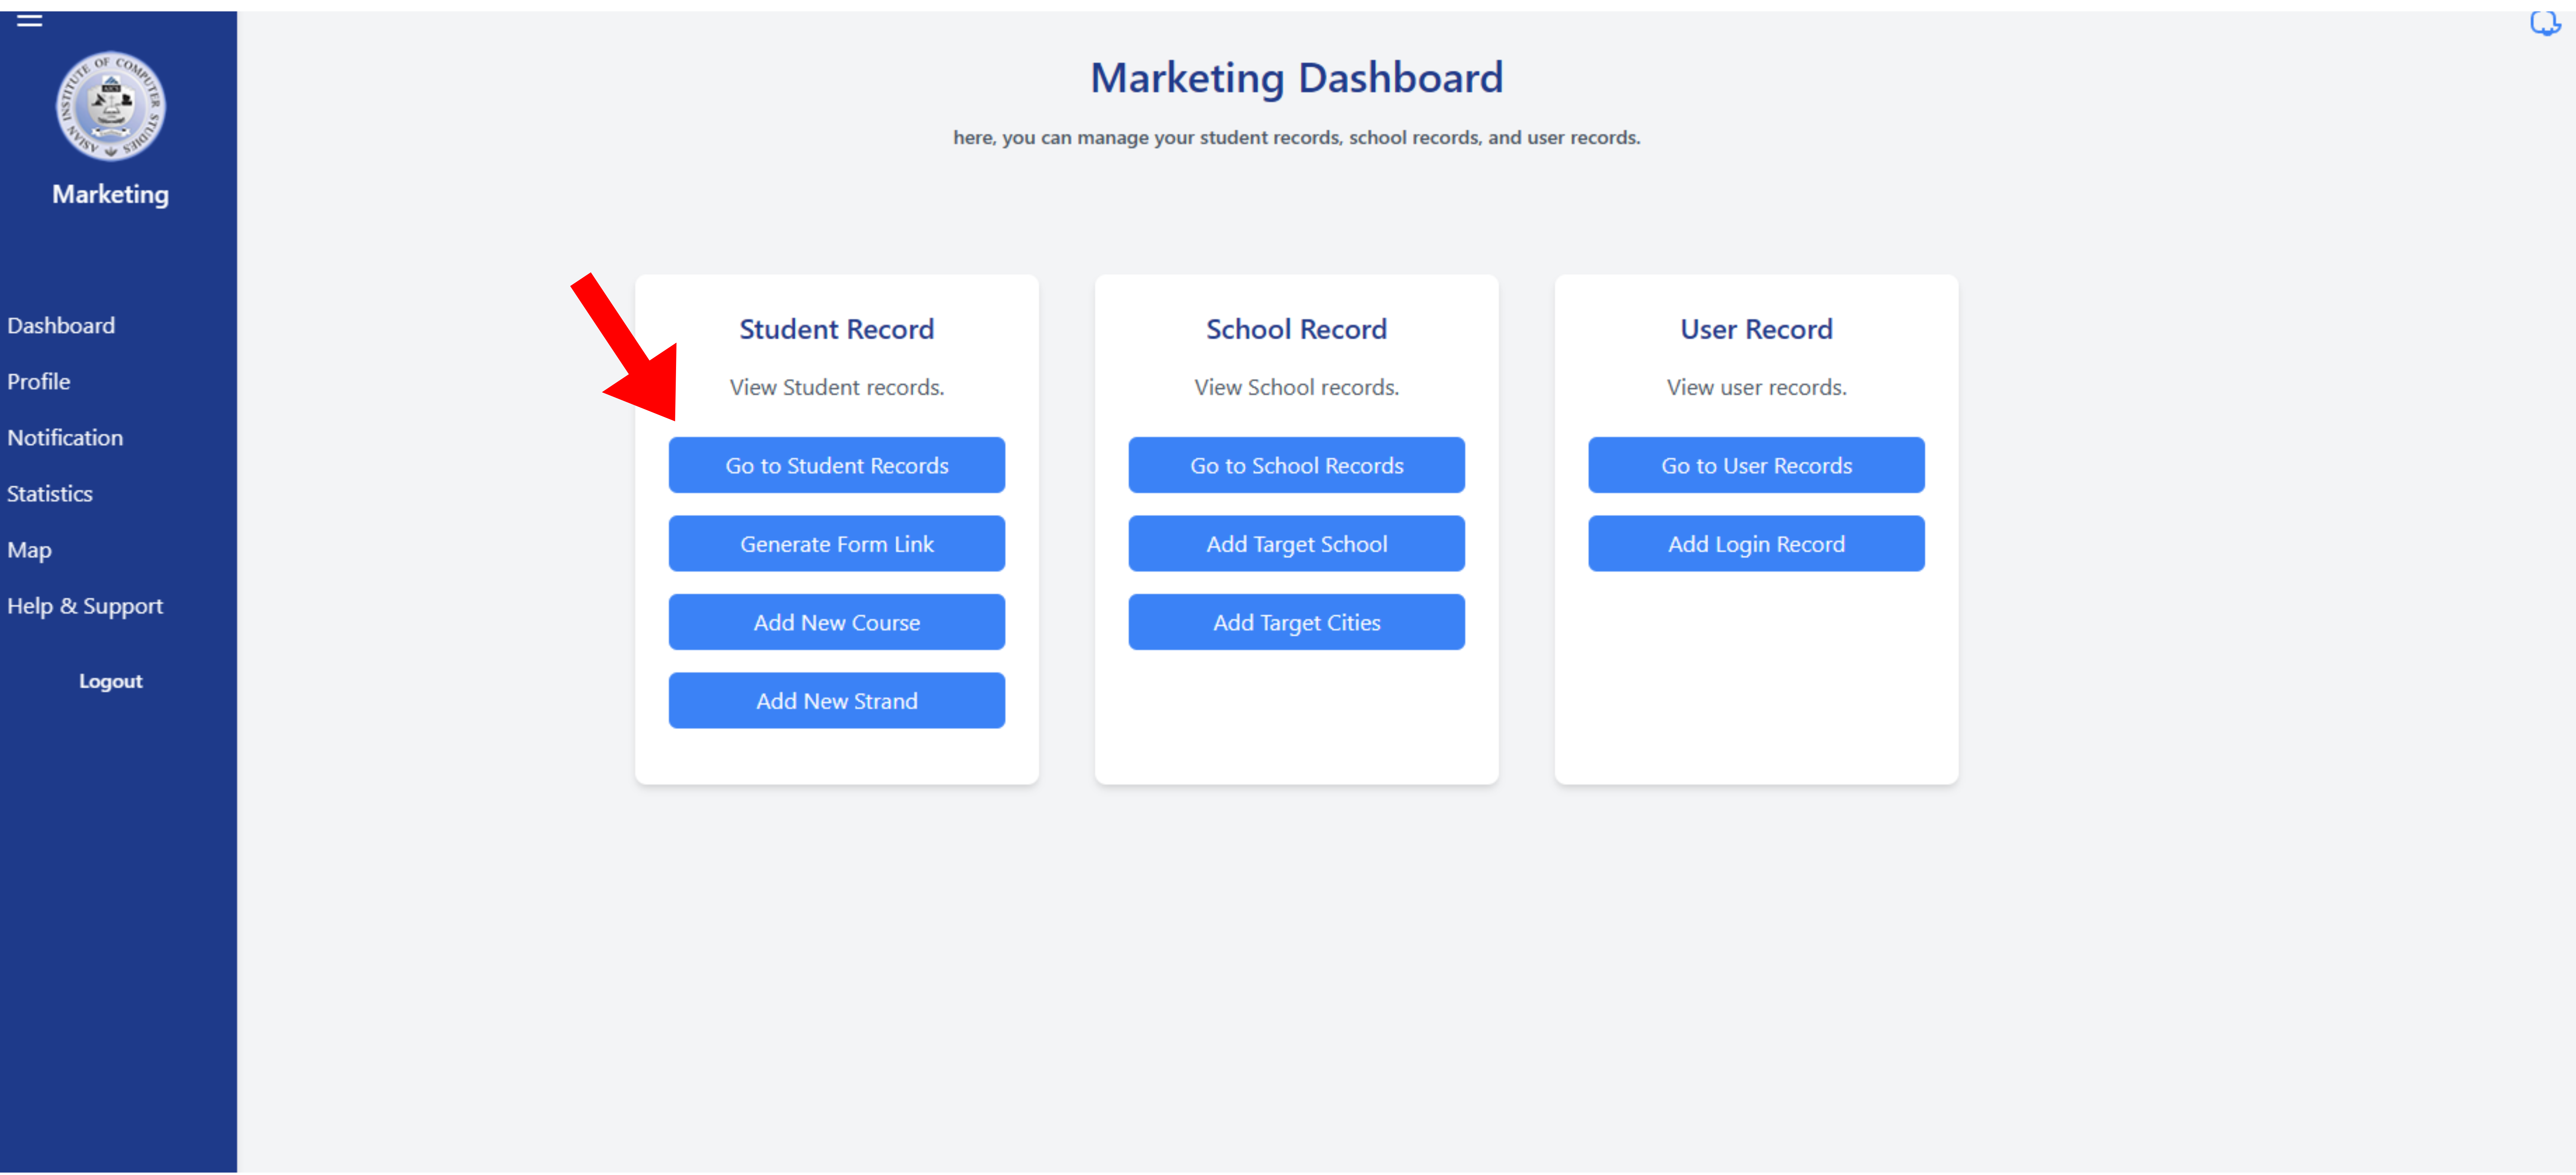 ASIAN INSTITUTE OF COMPUTER STUDIES
Marketing
Dashboard
Profile
Notification
Statistics
Map
Help & Support
Logout
Marketing Dashboard
here, you can manage your student records, school records, and user records.
Student Record
View Student records.
Go to Student Records
Generate Form Link
Add New Course
Add New Strand
School Record
View School records.
Go to School Records
Add Target School
Add Target Cities
User Record
View user records.
Go to User Records
Add Login Record